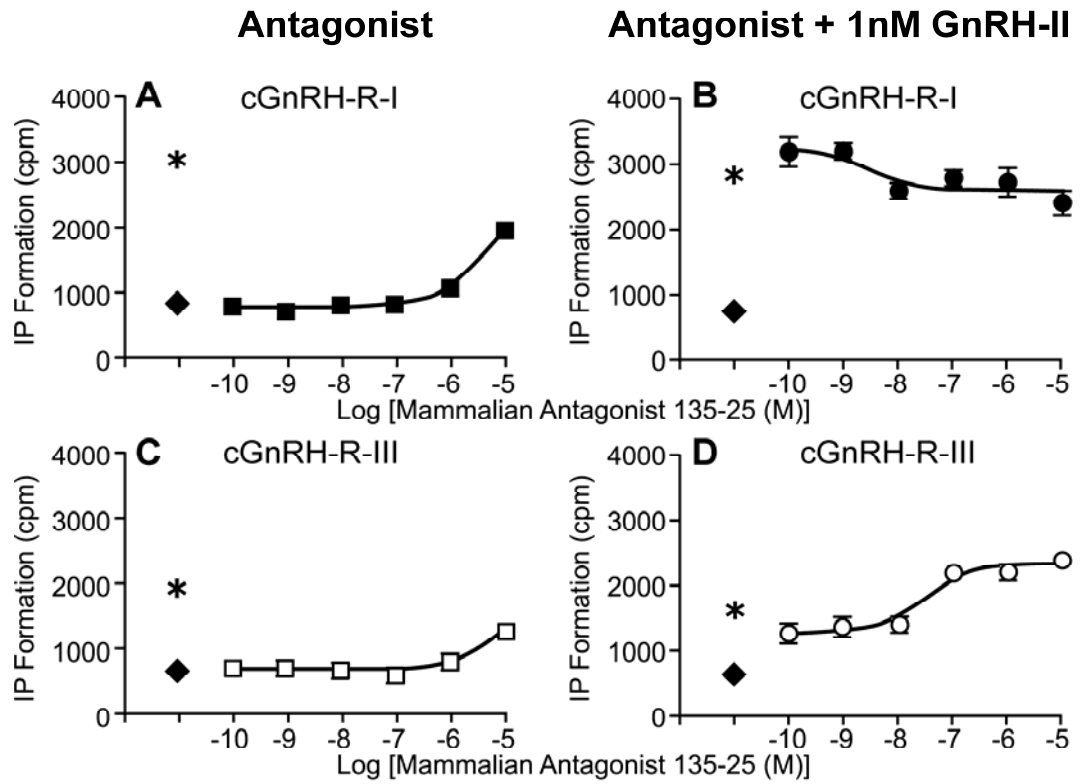 Antagonist
Antagonist + 1nM GnRH-II
A
cGnRH-R-I
IP Formation (cpm)
4000
3000
2000
1000
0
-10 -9 -8 -7 -6 -5
B
cGnRH-R-I
IP Formation (cpm)
4000
3000
2000
1000
0
-10 -9 -8 -7 -6 -5
Log [Mammalian Antagonist 135-25 (M)]
C
cGnRH-R-III
IP Formation (cpm)
4000
3000
2000
1000
0
-10 -9 -8 -7 -6 -5
D
cGnRH-R-III
IP Formation (cpm)
4000
3000
2000
1000
0
-10 -9 -8 -7 -6 -5
Log [Mammalian Antagonist 135-25 (M)]